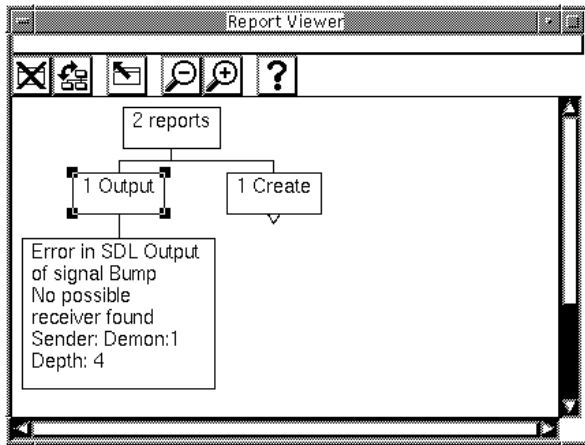 Report Viewer
?
2 reports
1 Output
1 Create
Error in SDL Output
of signal Bump
No possible
receiver found
Sender: Demon:1
Depth: 4